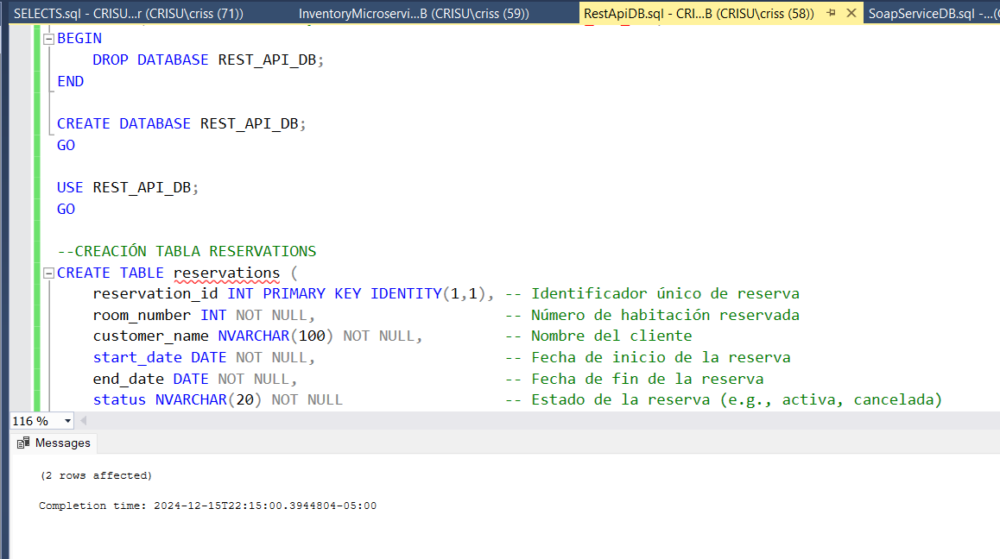 SELECTS.sql - CRISU...r (CRISU\criss (71))
InventoryMicroservi...B (CRISU\criss (59))
RestApiDB.sql - CRI...B (CRISU\criss (58))
SoapServiceDB.sql -...(
BEGIN
DROP DATABASE REST_API_DB;
END
CREATE DATABASE REST_API_DB;
GO
USE REST_API_DB;
GO
--CREACIÓN TABLA RESERVATIONS
CREATE TABLE reservations (
reservation_id INT PRIMARY KEY IDENTITY(1,1), -- Identificador único de reserva
room_number INT NOT NULL, -- Número de habitación reservada
customer_name NVARCHAR(100) NOT NULL, -- Nombre del cliente
start_date DATE NOT NULL, -- Fecha de inicio de la reserva
end_date DATE NOT NULL, -- Fecha de fin de la reserva
status NVARCHAR(20) NOT NULL -- Estado de la reserva (e.g., activa, cancelada)
116 %
Messages
(2 rows affected)
Completion time: 2024-12-15T22:15:00.3944804-05:00